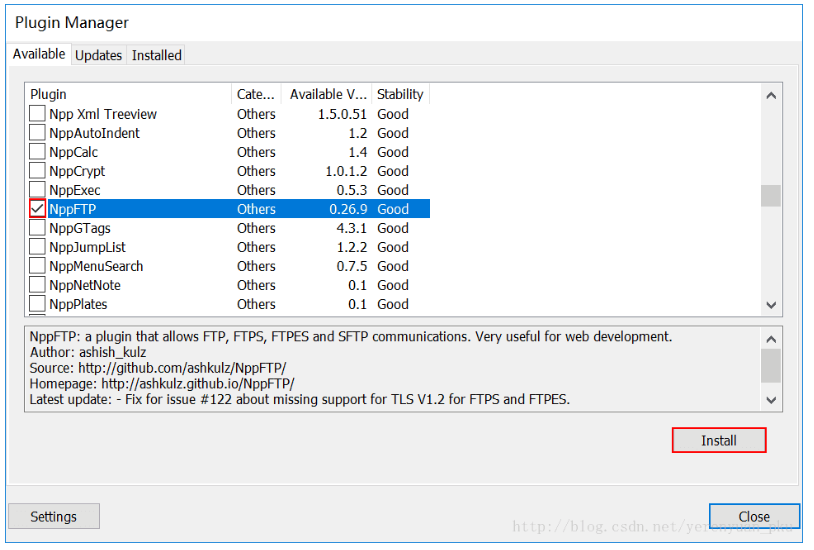 Plugin Manager
Available Updates Installed
Plugin Cate... Available V... Stability
Npp Xml Treeview Others 1.5.0.51 Good
NppAutoIndent Others 1.2 Good
NppCalc Others 1.4 Good
NppCrypt Others 1.0.1.2 Good
NppExec Others 0.5.3 Good
NppFTP Others 0.26.9 Good
NppGTags Others 4.3.1 Good
NppJumpList Others 1.2.2 Good
NppMenuSearch Others 0.7.5 Good
NppNetNote Others 0.1 Good
NppPlates Others 0.1 Good
NppFTP: a plugin that allows FTP, FTPS, FTPES and SFTP communications. Very useful for web development.
Author: ashish_kulz
Source: http://github.com/ashkulz/NppFTP/
Homepage: http://ashkulz.github.io/NppFTP/
Latest update: - Fix for issue #122 about missing support for TLS V1.2 for FTPS and FTPES.
Install
Settings
Close